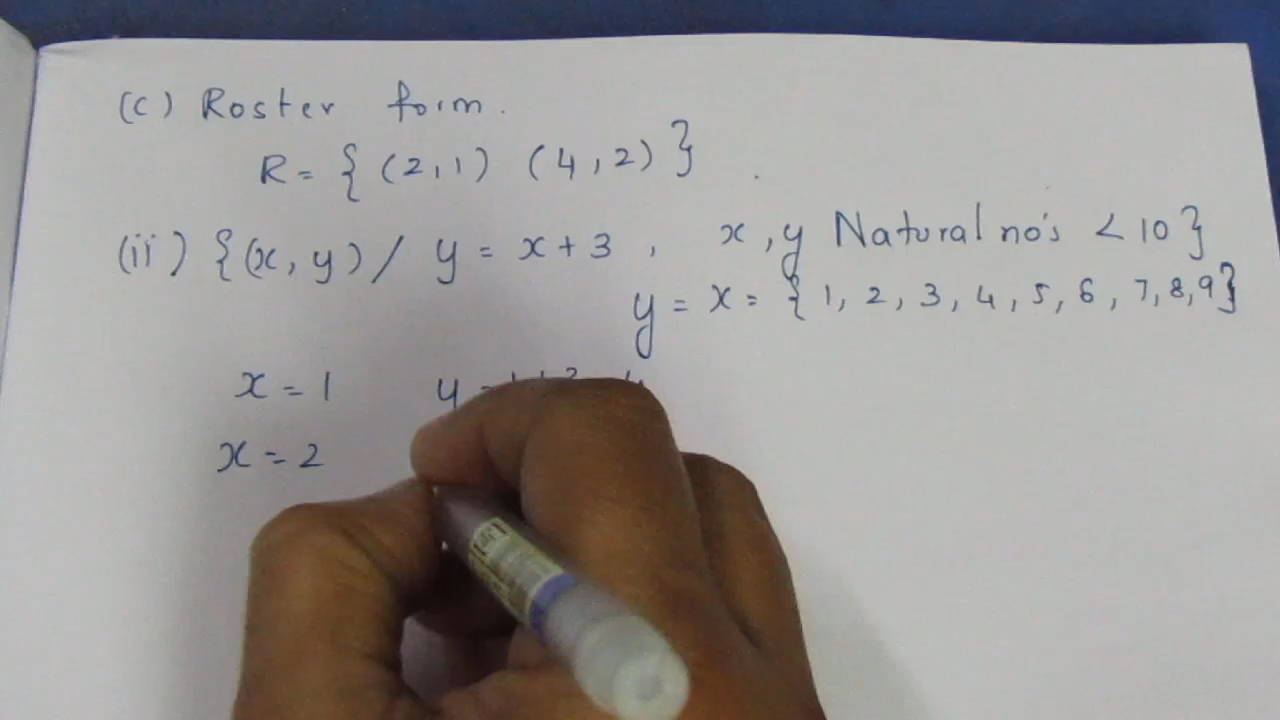 (c) Roster form.
R = { (2,1) (4,2) }
(ii) {(x, y) / y = x + 3 , x, y Natural no's < 10 }
y = x = { 1, 2, 3, 4, 5, 6, 7, 8, 9 }
x = 1 y =
x = 2